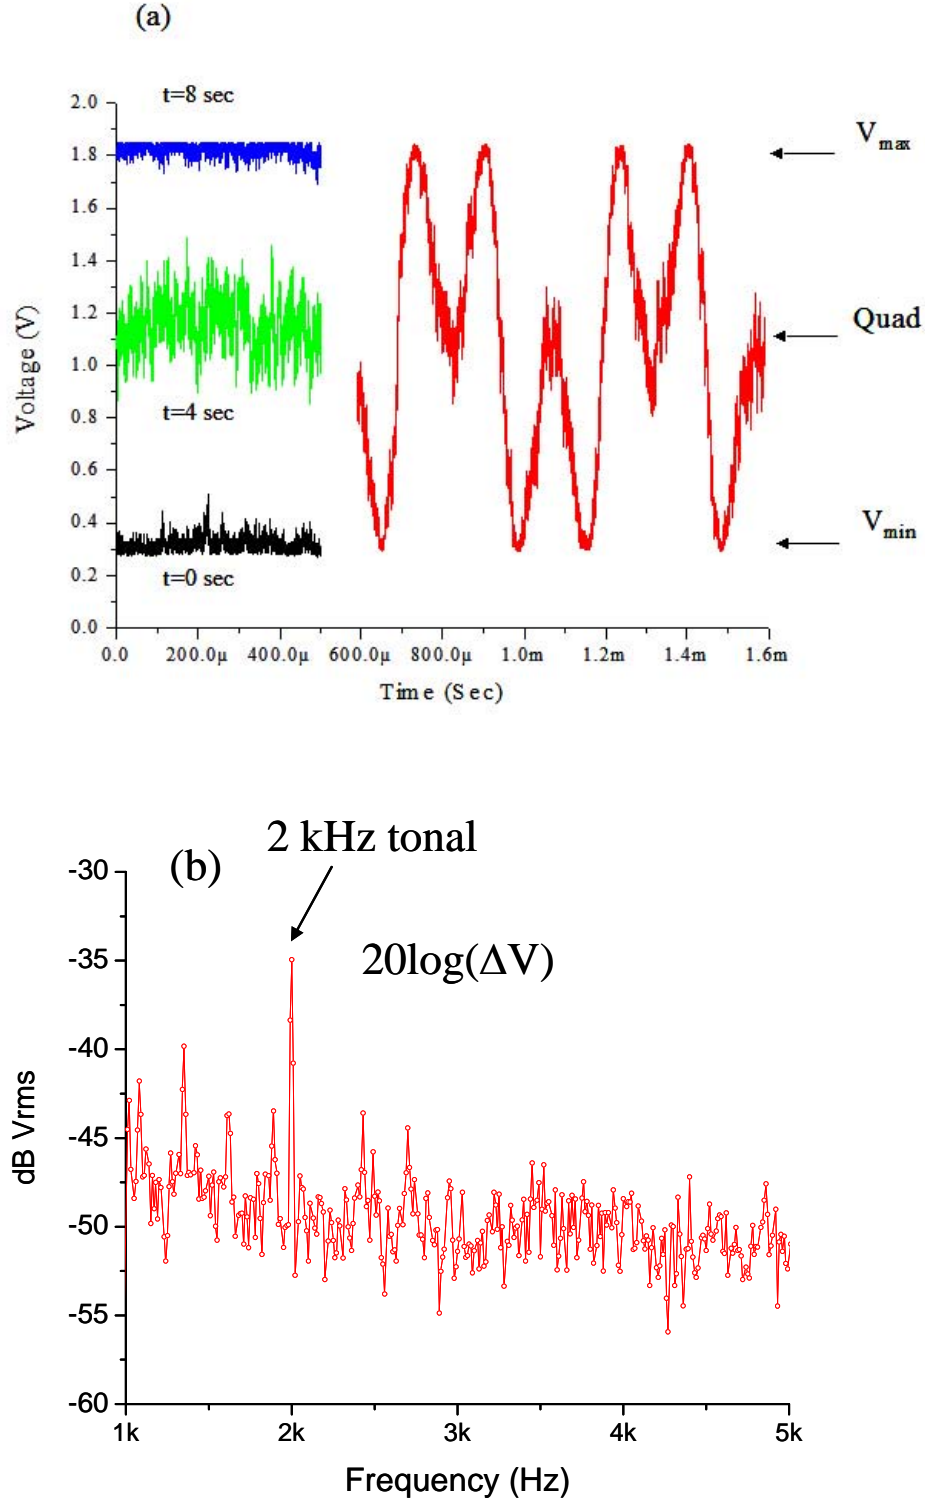 (a)
t=8 sec
2.0
1.8
1.6
1.4
1.2
1.0
0.8
0.6
0.4
0.2
0.0
Voltage (V)
t=4 sec
t=0 sec
Vmax
Quad
Vmin
0.0 200.0μ 400.0μ 600.0μ 800.0μ 1.0m 1.2m 1.4m 1.6m
Time (Sec)
2 kHz tonal
(b)
20log(ΔV)
-30
-35
-40
-45
-50
-55
-60
dB Vrms
1k 2k 3k 4k 5k
Frequency (Hz)